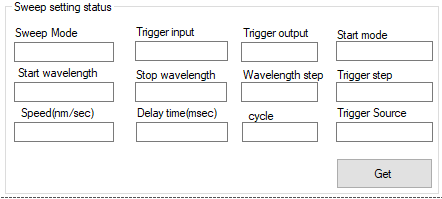 Sweep setting status
Sweep Mode Trigger input Trigger output Start mode
Start wavelength Stop wavelength Wavelength step Trigger step
Speed(nm/sec) Delay time(msec) cycle Trigger Source
Get